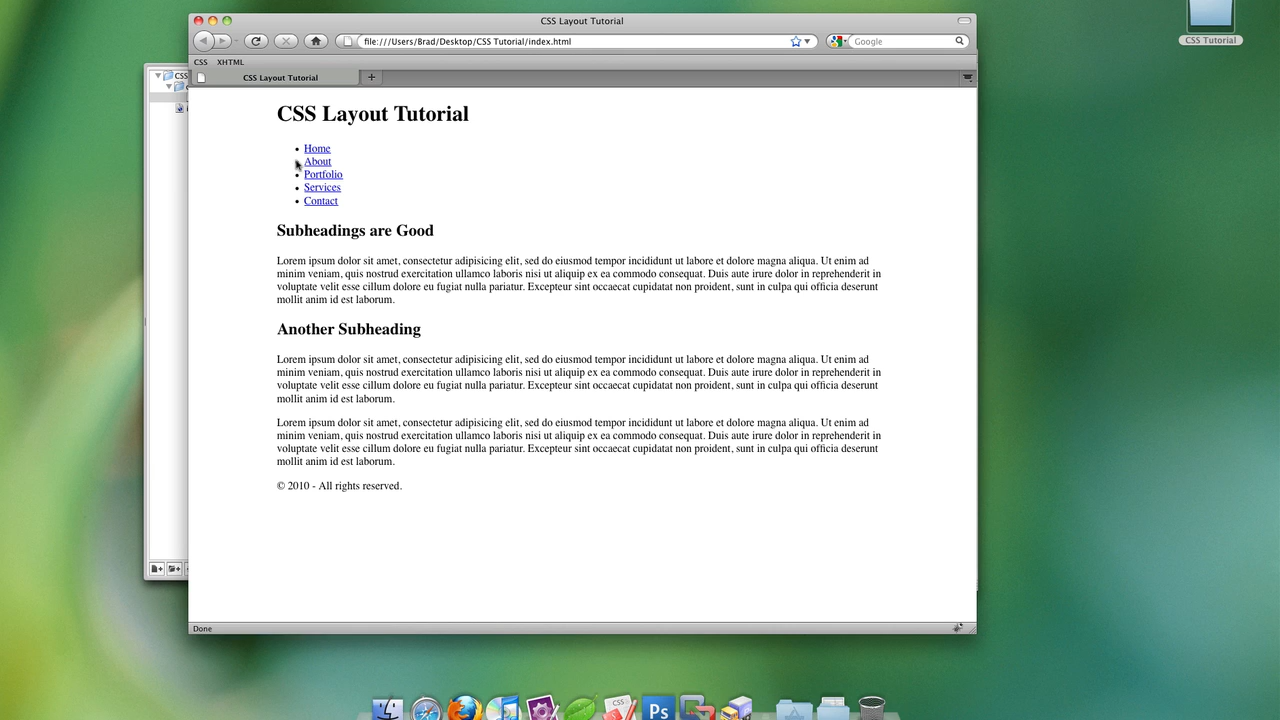 CSS Layout Tutorial
file:///Users/Brad/Desktop/CSS Tutorial/index.html
Google
CSS Tutorial
CSS XHTML
CSS
CSS Layout Tutorial
CSS Layout Tutorial
Home
About
Portfolio
Services
Contact
Subheadings are Good
Lorem ipsum dolor sit amet, consectetur adipisicing elit, sed do eiusmod tempor incididunt ut labore et dolore magna aliqua. Ut enim ad
minim veniam, quis nostrud exercitation ullamco laboris nisi ut aliquip ex ea commodo consequat. Duis aute irure dolor in reprehenderit in
voluptate velit esse cillum dolore eu fugiat nulla pariatur. Excepteur sint occaecat cupidatat non proident, sunt in culpa qui officia deserunt
mollit anim id est laborum.
Another Subheading
Lorem ipsum dolor sit amet, consectetur adipisicing elit, sed do eiusmod tempor incididunt ut labore et dolore magna aliqua. Ut enim ad
minim veniam, quis nostrud exercitation ullamco laboris nisi ut aliquip ex ea commodo consequat. Duis aute irure dolor in reprehenderit in
voluptate velit esse cillum dolore eu fugiat nulla pariatur. Excepteur sint occaecat cupidatat non proident, sunt in culpa qui officia deserunt
mollit anim id est laborum.
Lorem ipsum dolor sit amet, consectetur adipisicing elit, sed do eiusmod tempor incididunt ut labore et dolore magna aliqua. Ut enim ad
minim veniam, quis nostrud exercitation ullamco laboris nisi ut aliquip ex ea commodo consequat. Duis aute irure dolor in reprehenderit in
voluptate velit esse cillum dolore eu fugiat nulla pariatur. Excepteur sint occaecat cupidatat non proident, sunt in culpa qui officia deserunt
mollit anim id est laborum.
© 2010 - All rights reserved.
Done
CSS
Ps